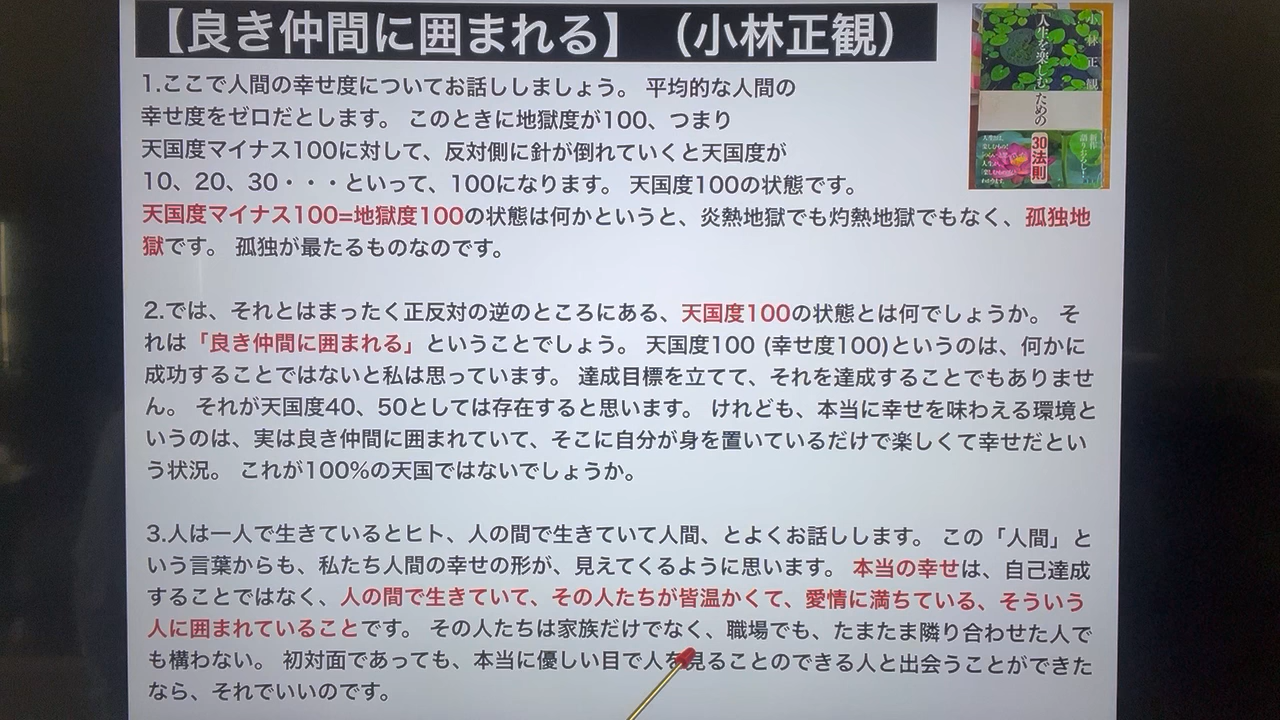 【良き仲間に囲まれる】（小林正観）
小林正観
人生を楽しむための
30法則
1.ここで人間の幸せ度についてお話ししましょう。 平均的な人間の
幸せ度をゼロだとします。 このときに地獄度が100、つまり
天国度マイナス100に対して、反対側に針が倒れていくと天国度が
10、20、30・・・といって、100になります。 天国度100の状態です。
天国度マイナス100=地獄度100の状態は何かというと、炎熱地獄でも灼熱地獄でもなく、孤独地
獄です。 孤独が最たるものなのです。
2.では、それとはまったく正反対の逆のところにある、天国度100の状態とは何でしょうか。 そ
れは「良き仲間に囲まれる」ということでしょう。 天国度100 (幸せ度100)というのは、何かに
成功することではないと私は思っています。 達成目標を立てて、それを達成することでもありませ
ん。 それが天国度40、50としては存在すると思います。 けれども、本当に幸せを味わえる環境と
いうのは、実は良き仲間に囲まれていて、そこに自分が身を置いているだけで楽しくて幸せだとい
う状況。 これが100%の天国ではないでしょうか。
3.人は一人で生きているとヒト、人の間で生きていて人間、とよくお話しします。 この「人間」と
いう言葉からも、私たち人間の幸せの形が、見えてくるように思います。 本当の幸せは、自己達成
することではなく、人の間で生きていて、その人たちが皆温かくて、愛情に満ちている、そういう
人に囲まれていることです。 その人たちは家族だけでなく、職場でも、たまたま隣り合わせた人で
も構わない。 初対面であっても、本当に優しい目で人を見ることのできる人と出会うことができた
なら、それでいいのです。